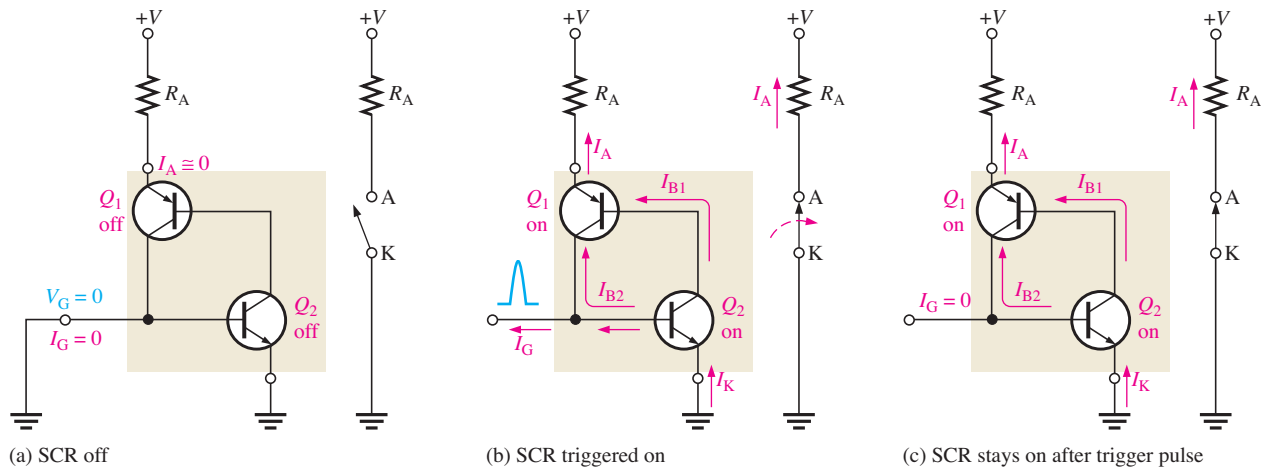 +V
+V
R_A
R_A
I_A ≅ 0
Q_1
off
A
K
V_G = 0
I_G = 0
Q_2
off
(a) SCR off
+V
+V
R_A
I_A
R_A
I_A
Q_1
on
I_B1
A
K
I_B2
Q_2
on
I_G
I_K
(b) SCR triggered on
+V
+V
R_A
I_A
R_A
I_A
Q_1
on
I_B1
A
K
I_B2
I_G = 0
Q_2
on
I_K
(c) SCR stays on after trigger pulse